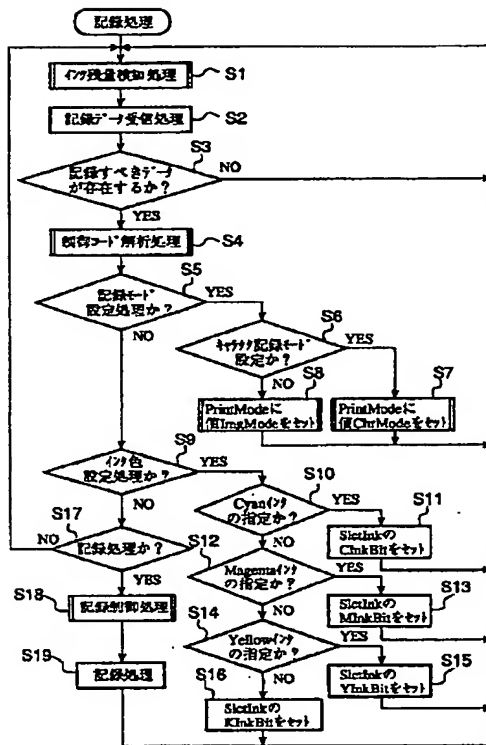 記録処理
インク残量検知処理
S1
記録データ受信処理
S2
S3
記録すべきデータ
が存在するか?
NO
YES
制御コード解析処理
S4
S5
記録モード
設定処理か?
YES
NO
S6
キャラクタ記録モード
設定か?
YES
NO
S8
S7
PrintModeに
値ImgModeをセット
PrintModeに
値ChrModeをセット
S9
インク色
設定処理か?
YES
NO
S10
Cyanインク
の指定か?
YES
NO
S11
SlctInkの
CInkBitをセット
S17
NO
記録処理か?
YES
S12
Magentaインク
の指定か?
YES
NO
S13
SlctInkの
MInkBitをセット
S18
記録制御処理
S14
Yellowインク
の指定か?
YES
NO
S15
SlctInkの
YInkBitをセット
S19
記録処理
S16
SlctInkの
KInkBitをセット